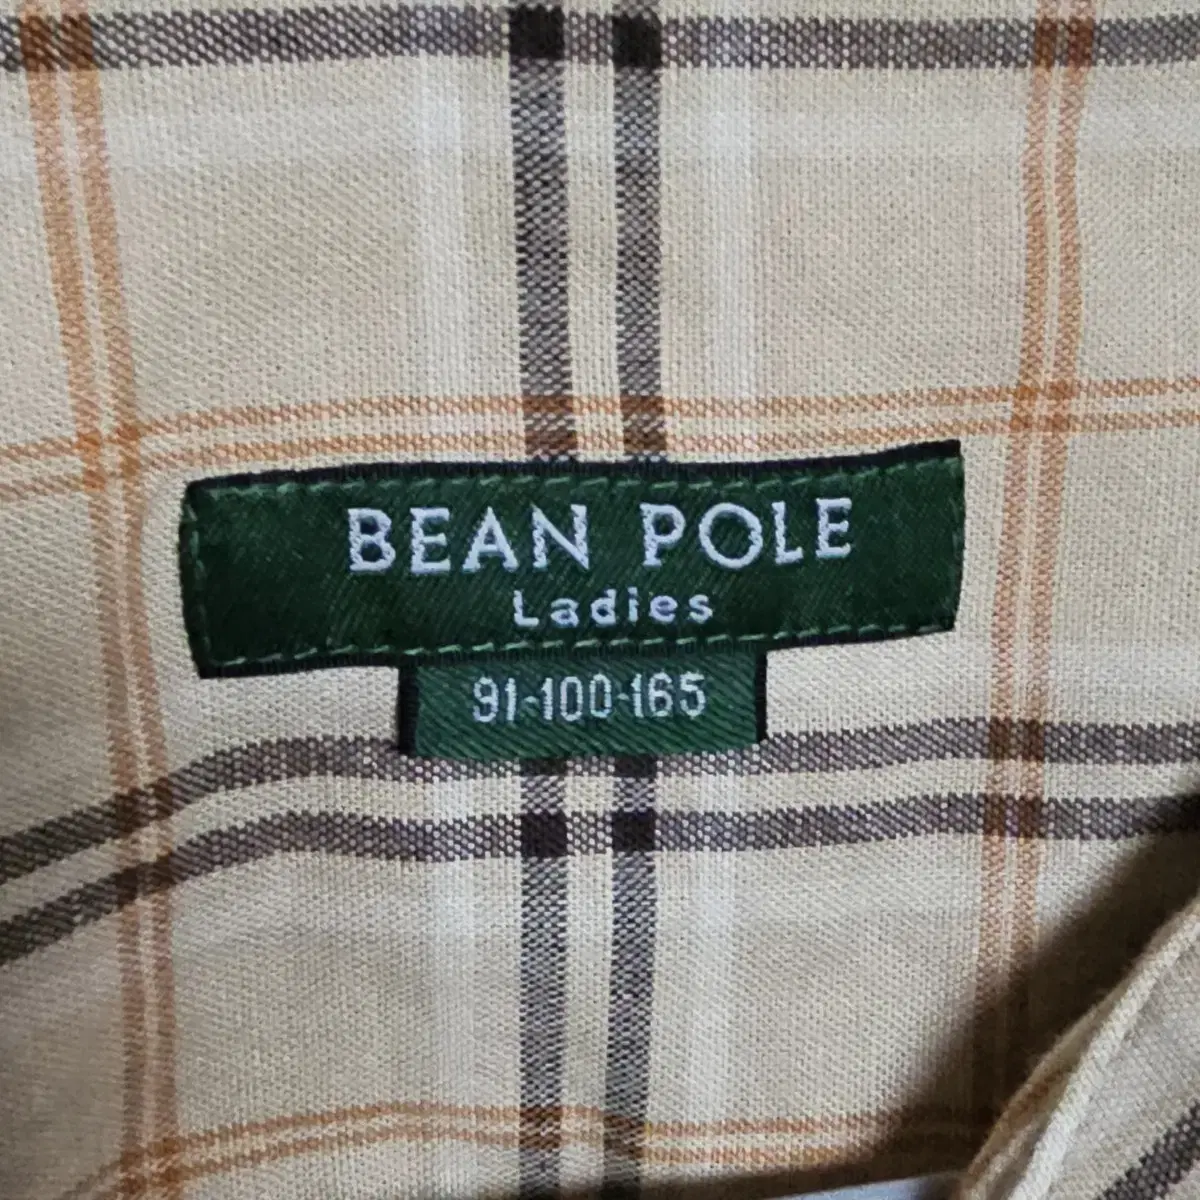 BEAN POLE
Ladies
91-100-165